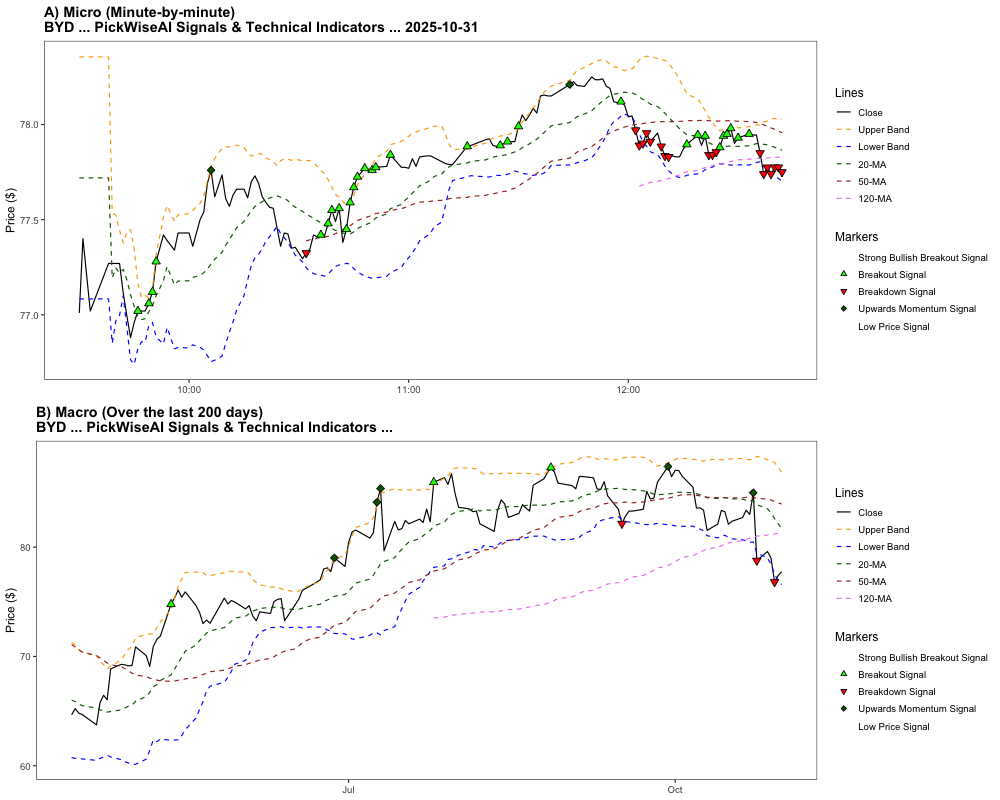 A) Micro (Minute-by-minute)
BYD ... PickWiseAI Signals & Technical Indicators ... 2025-10-31
Price ($)
78.0
77.5
77.0
10:00
11:00
12:00
Lines
Close
Upper Band
Lower Band
20-MA
50-MA
120-MA
Markers
Strong Bullish Breakout Signal
Breakout Signal
Breakdown Signal
Upwards Momentum Signal
Low Price Signal
B) Macro (Over the last 200 days)
BYD ... PickWiseAI Signals & Technical Indicators ...
Price ($)
80
70
60
Jul
Oct
Lines
Close
Upper Band
Lower Band
20-MA
50-MA
120-MA
Markers
Strong Bullish Breakout Signal
Breakout Signal
Breakdown Signal
Upwards Momentum Signal
Low Price Signal